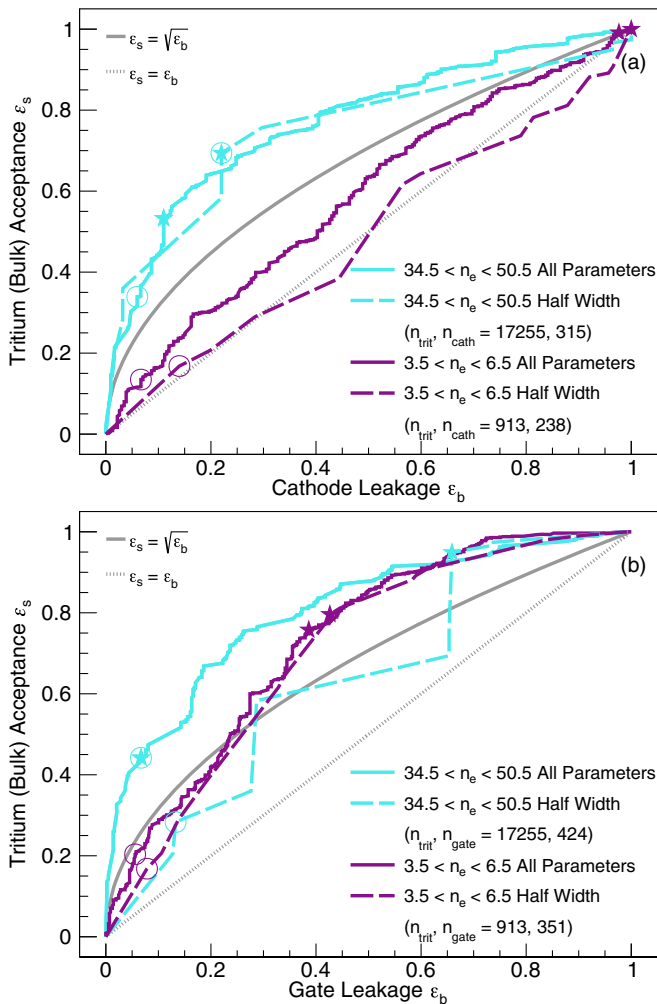 1
0.8
0.6
0.4
0.2
0
Tritium (Bulk) Acceptance εs
εs = √εb
εs = εb
(a)
34.5 < ne < 50.5 All Parameters
34.5 < ne < 50.5 Half Width
(ntrit, ncath = 17255, 315)
3.5 < ne < 6.5 All Parameters
3.5 < ne < 6.5 Half Width
(ntrit, ncath = 913, 238)
0 0.2 0.4 0.6 0.8 1
Cathode Leakage εb
1
0.8
0.6
0.4
0.2
0
Tritium (Bulk) Acceptance εs
εs = √εb
εs = εb
(b)
34.5 < ne < 50.5 All Parameters
34.5 < ne < 50.5 Half Width
(ntrit, ngate = 17255, 424)
3.5 < ne < 6.5 All Parameters
3.5 < ne < 6.5 Half Width
(ntrit, ngate = 913, 351)
0 0.2 0.4 0.6 0.8 1
Gate Leakage εb